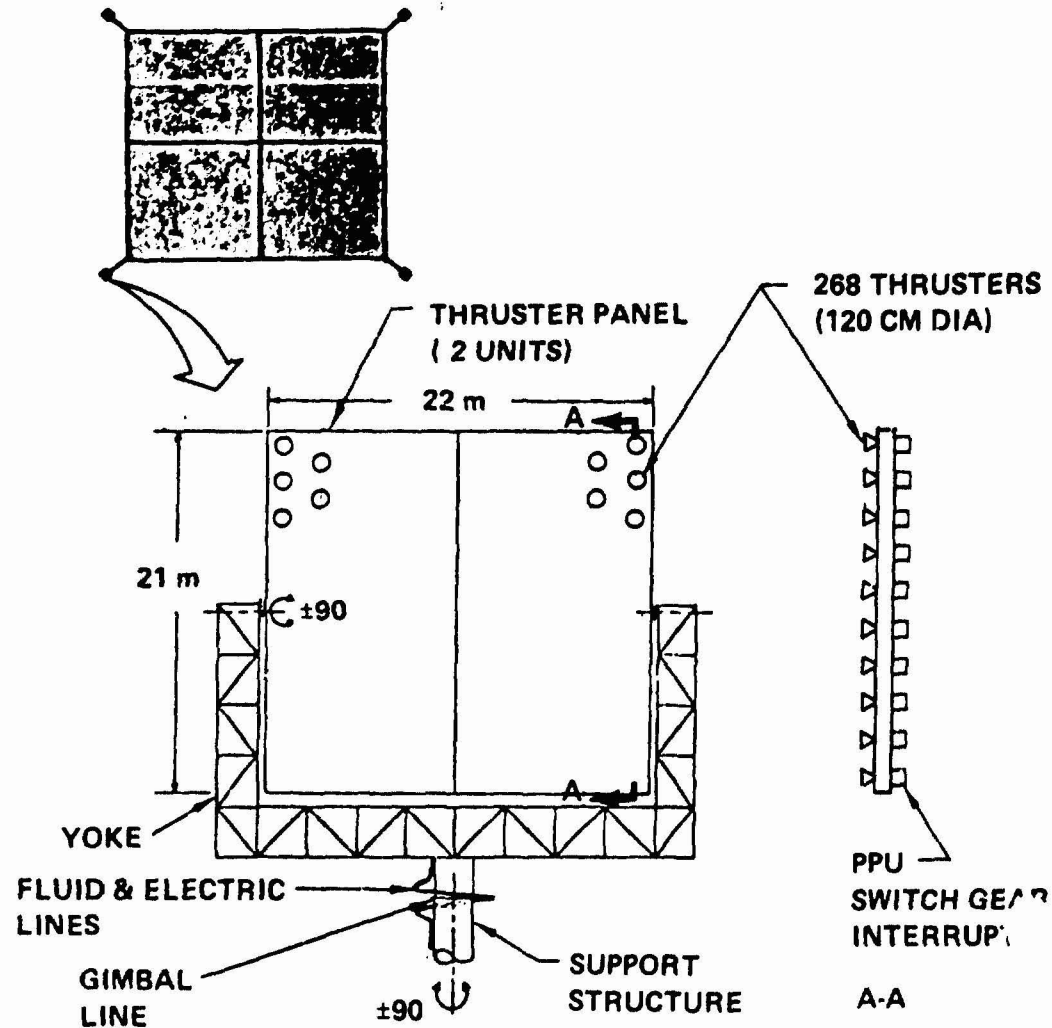 THRUSTER PANEL
( 2 UNITS)
268 THRUSTERS
(120 CM DIA)
22 m
A
21 m
±90
A
YOKE
FLUID & ELECTRIC
LINES
GIMBAL
LINE
±90
SUPPORT
STRUCTURE
PPU
SWITCH
A-A